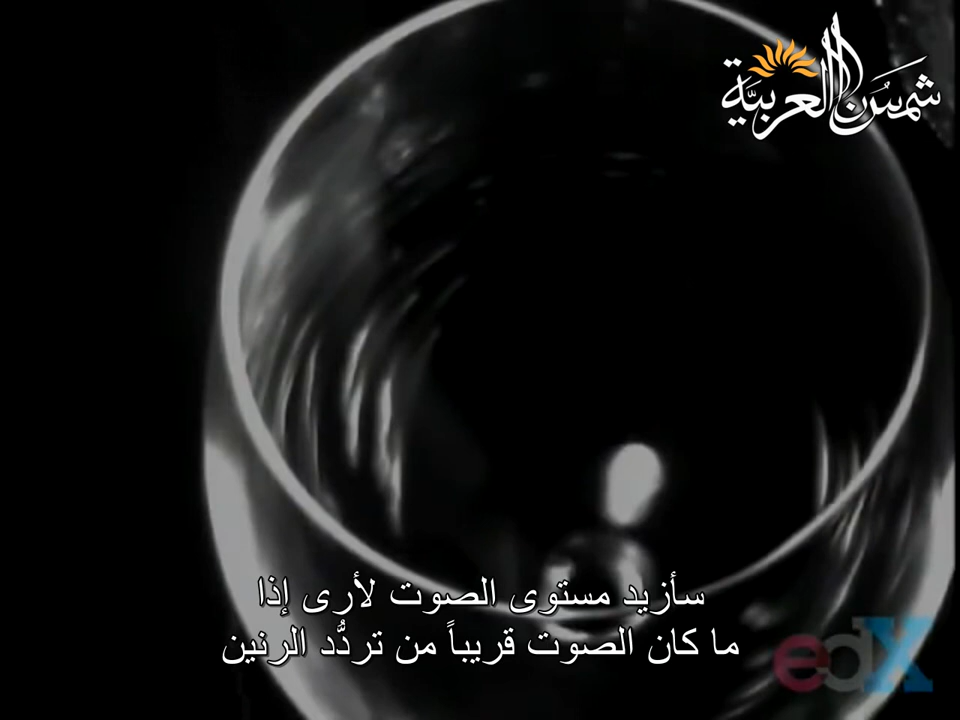 شمس العربية
سأزيد مستوى الصوت لأرى إذا
ما كان الصوت قريباً من تردُّد الرنين
edX